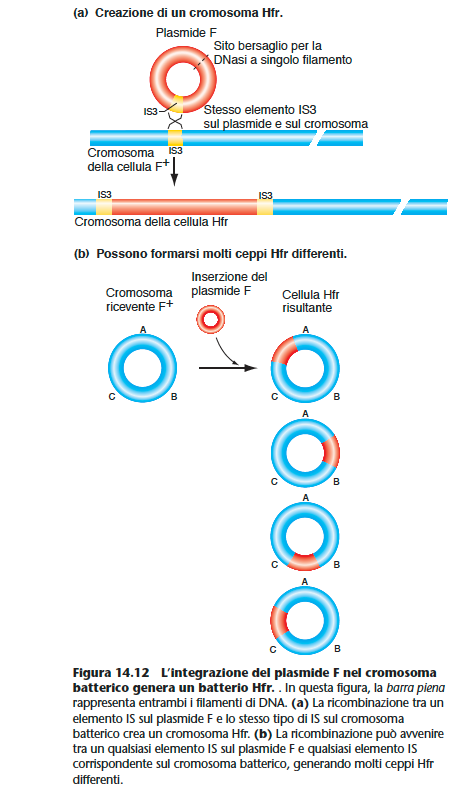 (a) Creazione di un cromosoma Hfr.
Plasmide F
Sito bersaglio per la
DNasi a singolo filamento
IS3
Stesso elemento IS3
sul plasmide e sul cromosoma
Cromosoma
della cellula F+
IS3
IS3
IS3
Cromosoma della cellula Hfr
(b) Possono formarsi molti ceppi Hfr differenti.
Cromosoma
ricevente F+
Inserzione del
plasmide F
Cellula Hfr
risultante
A
C
B
A
C
B
A
C
B
A
C
B
A
C
B
Figura 14.12 L'integrazione del plasmide F nel cromosoma
batterico genera un batterio Hfr. . In questa figura, la barra piena
rappresenta entrambi i filamenti di DNA. (a) La ricombinazione tra un
elemento IS sul plasmide F e lo stesso tipo di IS sul cromosoma
batterico crea un cromosoma Hfr. (b) La ricombinazione può avvenire
tra un qualsiasi elemento IS sul plasmide F e qualsiasi elemento IS
corrispondente sul cromosoma batterico, generando molti ceppi Hfr
differenti.